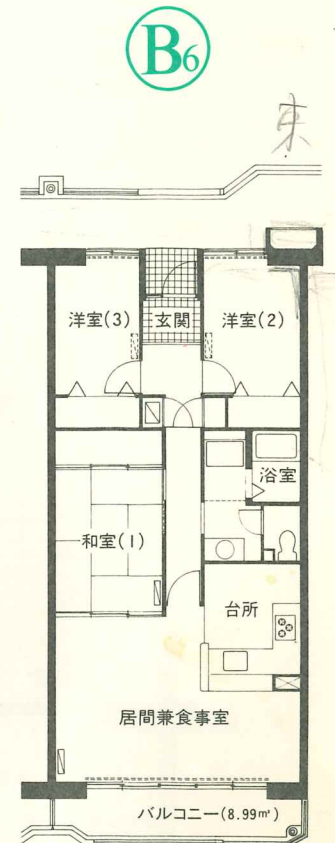 B6
東
洋室(3)
玄関
洋室(2)
浴室
和室(1)
台所
居間兼食事室
バルコニー(8.99㎡)